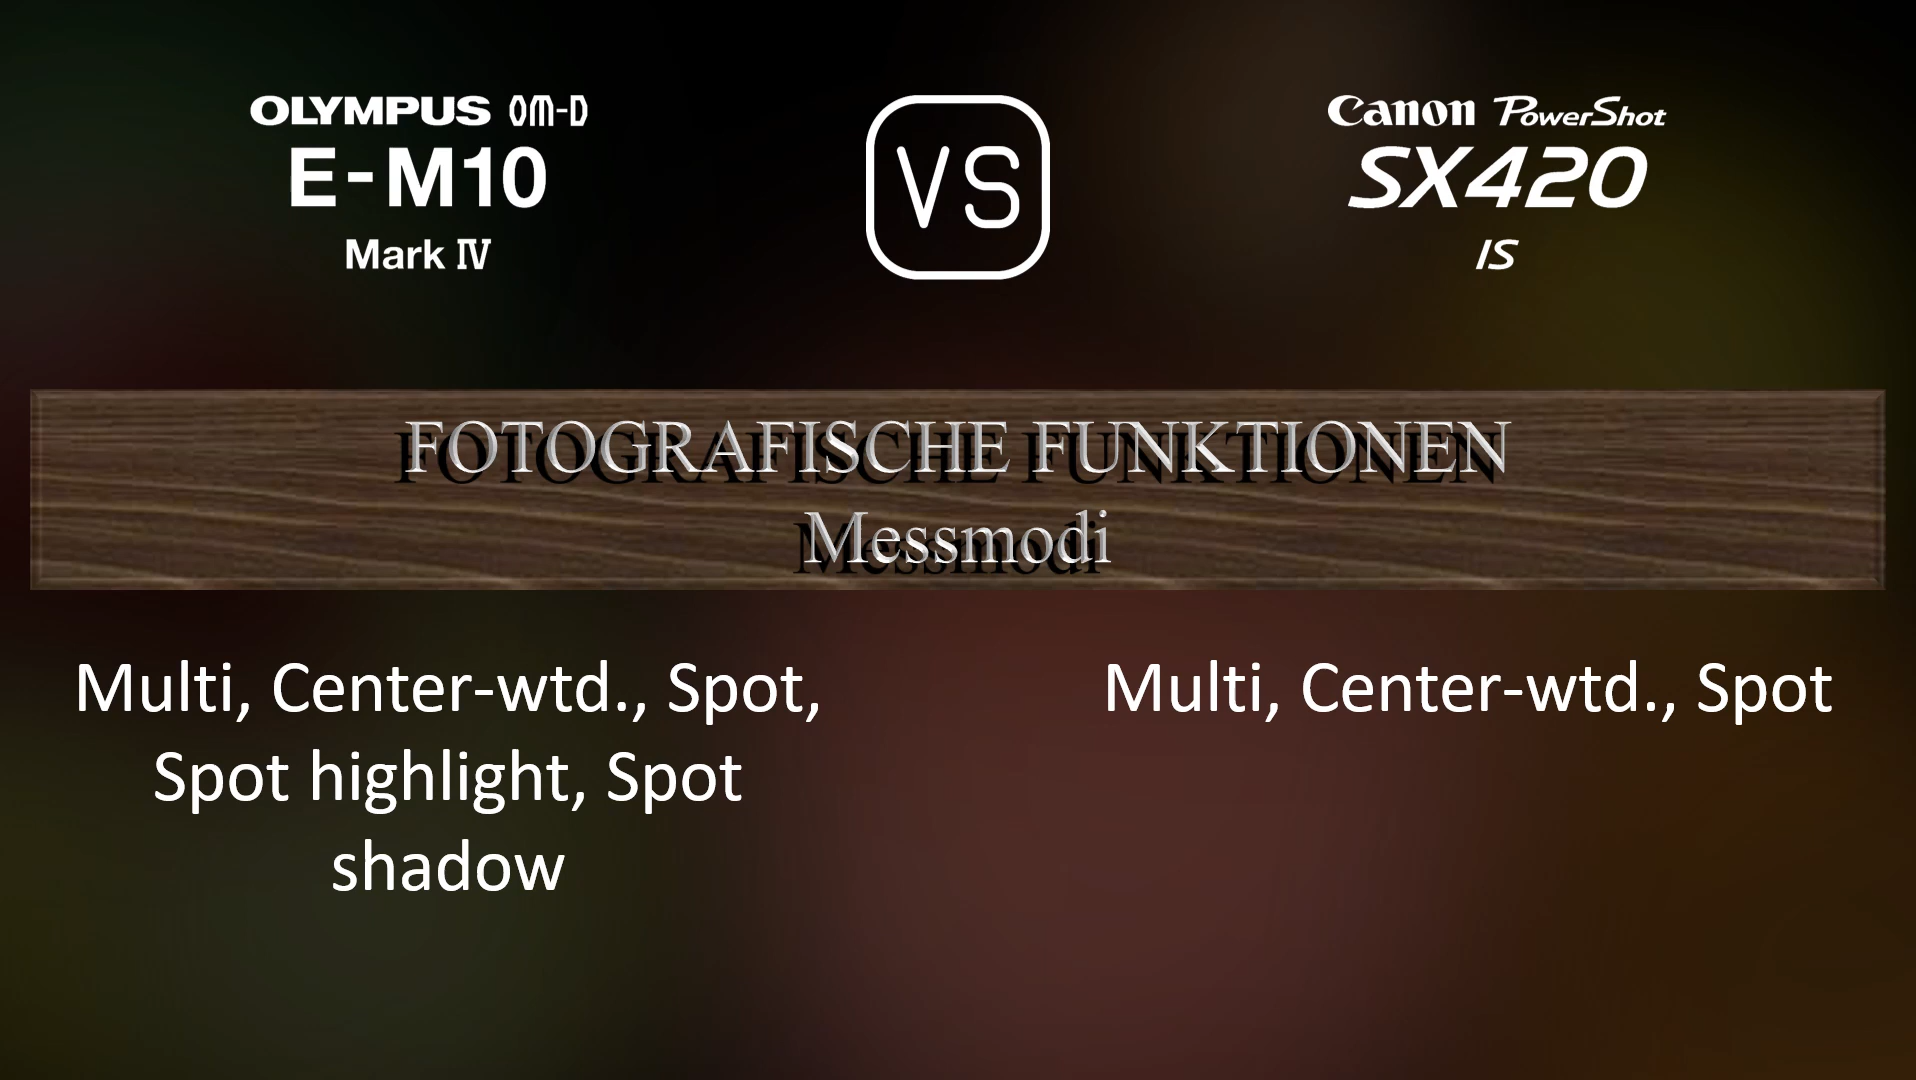 OLYMPUS OM-D
E-M10
Mark IV
VS
Canon PowerShot
SX420
IS
FOTOGRAFISCHE FUNKTIONEN
Messmodi
Multi, Center-wtd., Spot,
Spot highlight, Spot
shadow
Multi, Center-wtd., Spot